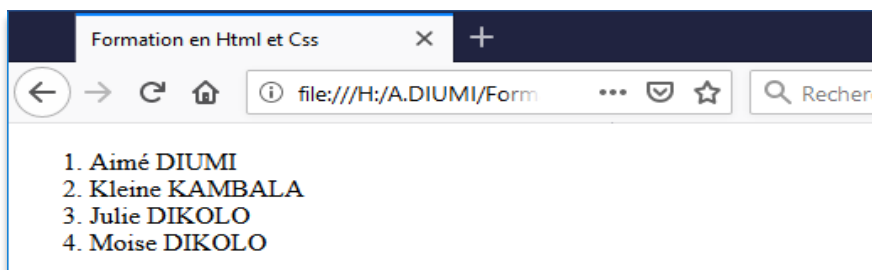 Formation en Html et Css
file:///H:/A.DIUMI/Form
Recher
1. Aimé DIUMI
2. Kleine KAMBALA
3. Julie DIKOLO
4. Moise DIKOLO